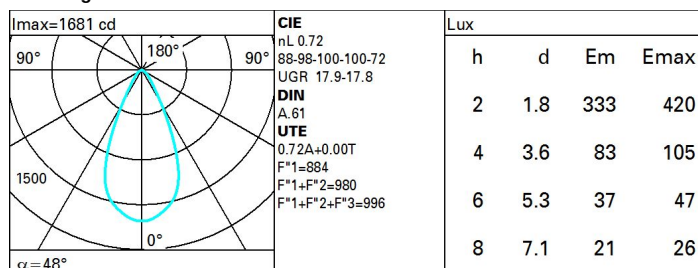 Imax=1681 cd
90°
180°
90°
1500
0°
α=48°
CIE
nL 0.72
88-98-100-100-72
UGR 17.9-17.8
DIN
A.61
UTE
0.72A+0.00T
F"1=884
F"1+F"2=980
F"1+F"2+F"3=996
Lux
h d Em Emax
2 1.8 333 420
4 3.6 83 105
6 5.3 37 47
8 7.1 21 26